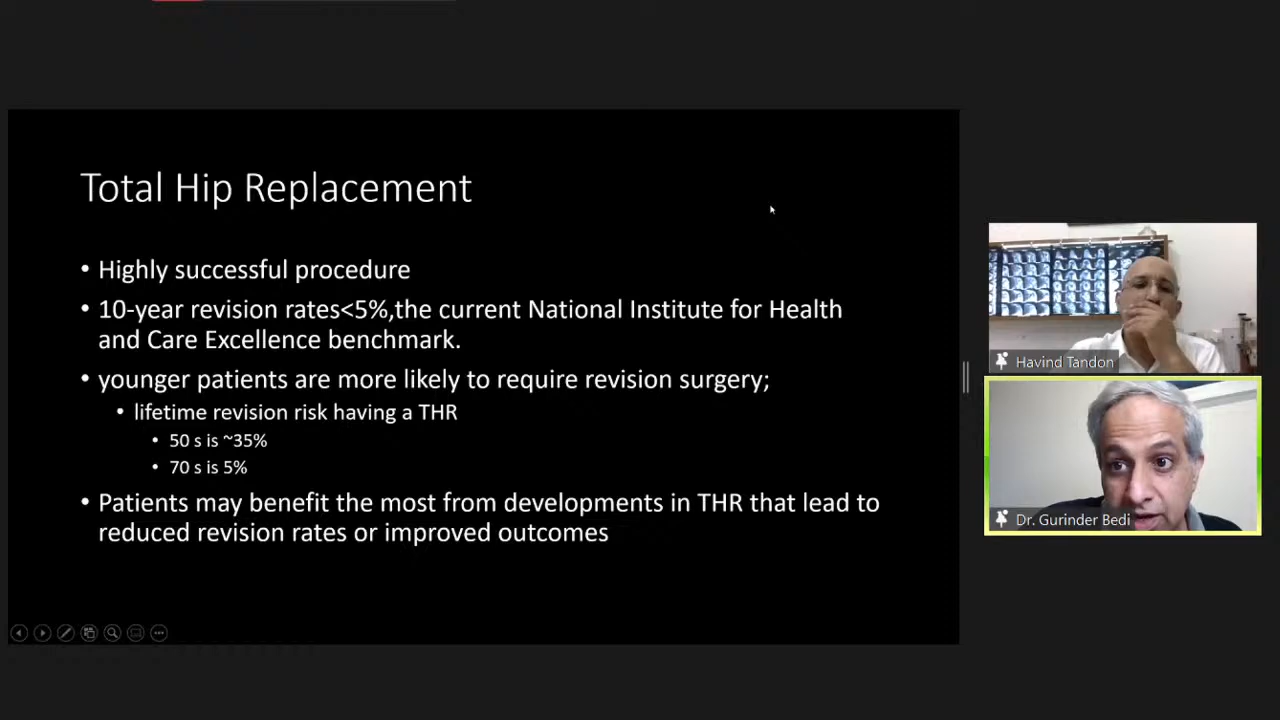 Total Hip Replacement
• Highly successful procedure
• 10-year revision rates<5%,the current National Institute for Health
and Care Excellence benchmark.
• younger patients are more likely to require revision surgery;
• lifetime revision risk having a THR
• 50 s is ~35%
• 70 s is 5%
• Patients may benefit the most from developments in THR that lead to
reduced revision rates or improved outcomes
Havind Tandon
Dr. Gurinder Bedi